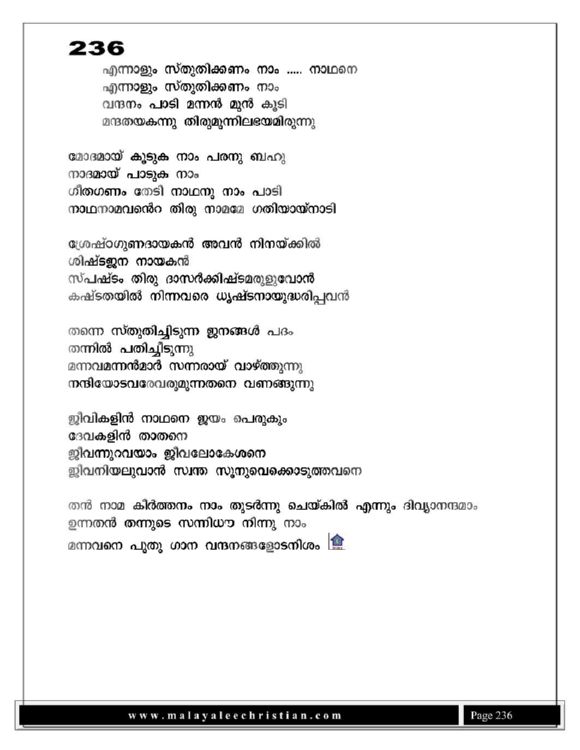 236
എന്നാളും സ്തുതിക്കണം നാം ..... നാഥനെ
എന്നാളും സ്തുതിക്കണം നാം
വന്ദനം പാടി മന്നൻ മുൻ കൂടി
മന്ദതയകന്നു തിരുമുന്നിലഭയമിരുന്നു
മോദമായ് കൂടുക നാം പരനു ബഹു
നാദമായ് പാടുക നാം
ഗീതഗണം തേടി നാഥനു നാം പാടി
നാഥനാമവൻെറ തിരു നാമമേ ഗതിയായ്നാടി
ശ്രേഷ്ഠഗുണദായകൻ അവൻ നിനയ്ക്കിൽ
ശിഷ്ടജന നായകൻ
സ്പഷ്ടം തിരു ദാസർക്കിഷ്ടമരുളുവോൻ
കഷ്ടതയിൽ നിന്നവരെ ധൃഷ്ടനായുദ്ധരിപ്പവൻ
തന്നെ സ്തുതിച്ചിടുന്ന ജനങ്ങൾ പദം
തന്നിൽ പതിച്ചീടുന്നു
മന്നവമന്നൻമാർ സന്നരായ് വാഴ്ത്തുന്നു
നന്ദിയോടവരേവരുമുന്നതനെ വണങ്ങുന്നു
ജീവികളിൻ നാഥനെ ജയം പെരുകും
ദേവകളിൻ താതനെ
ജീവന്നുറവയാം ജീവലോകേശനെ
ജീവനിയലുവാൻ സ്വന്ത സൂനുവെക്കൊടുത്തവനെ
തൻ നാമ കീർത്തനം നാം തുടർന്നു ചെയ്കിൽ എന്നും ദിവ്യാനന്ദമാം
ഉന്നതൻ തന്നുടെ സന്നിധൗ നിന്നു നാം
മന്നവനെ പുതു ഗാന വന്ദനങ്ങളോടനിശം
www.malayaleechristian.com
Page 236